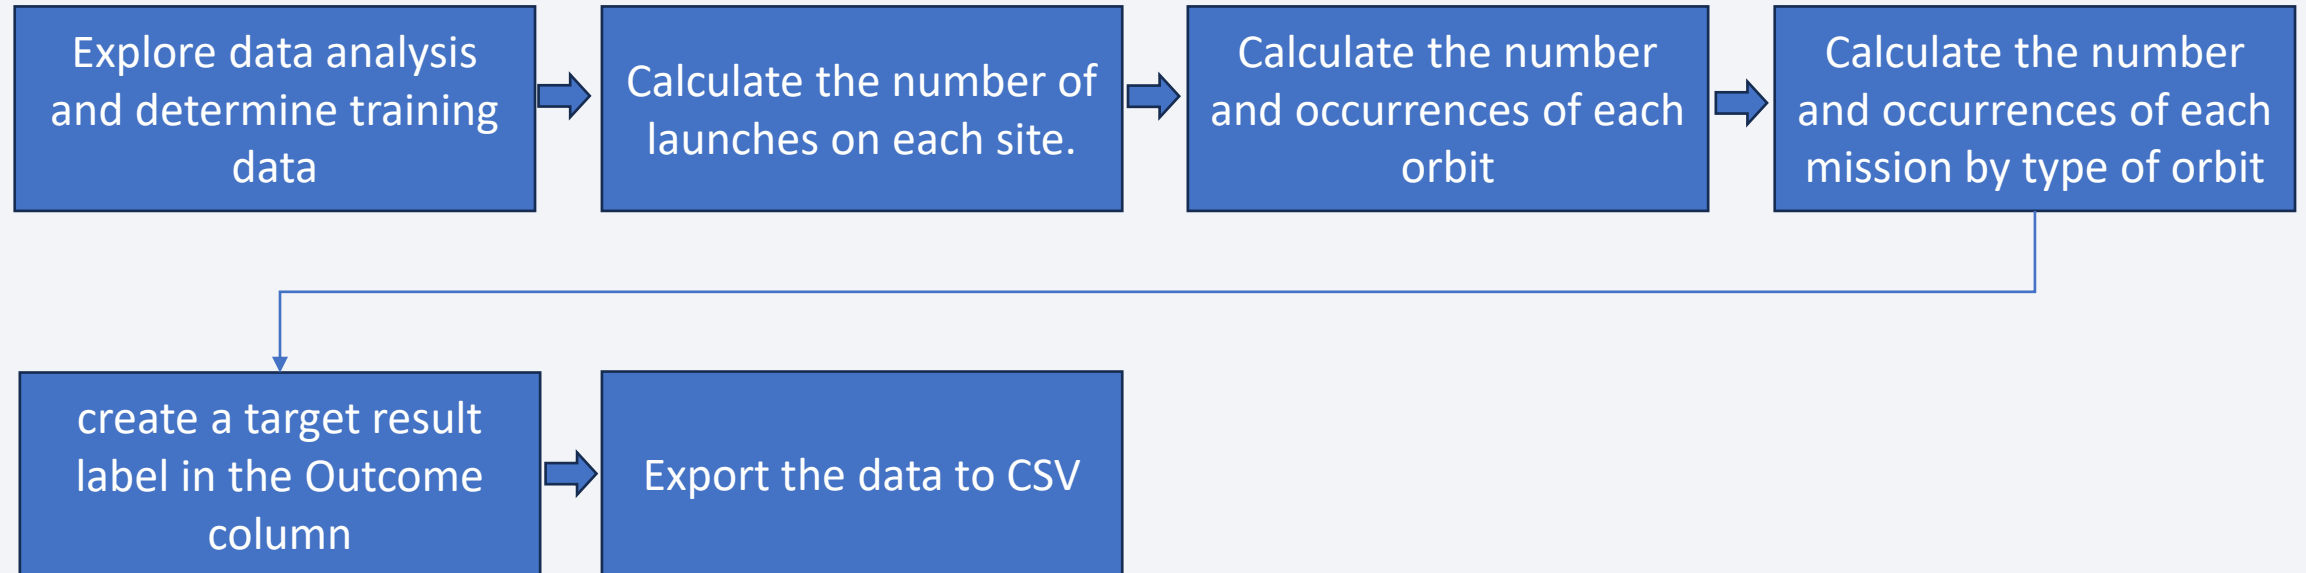 Explore data analysis
and determine training
data
Calculate the number of
launches on each site.
Calculate the number
and occurrences of each
orbit
Calculate the number
and occurrences of each
mission by type of orbit
create a target result
label in the Outcome
column
Export the data to CSV